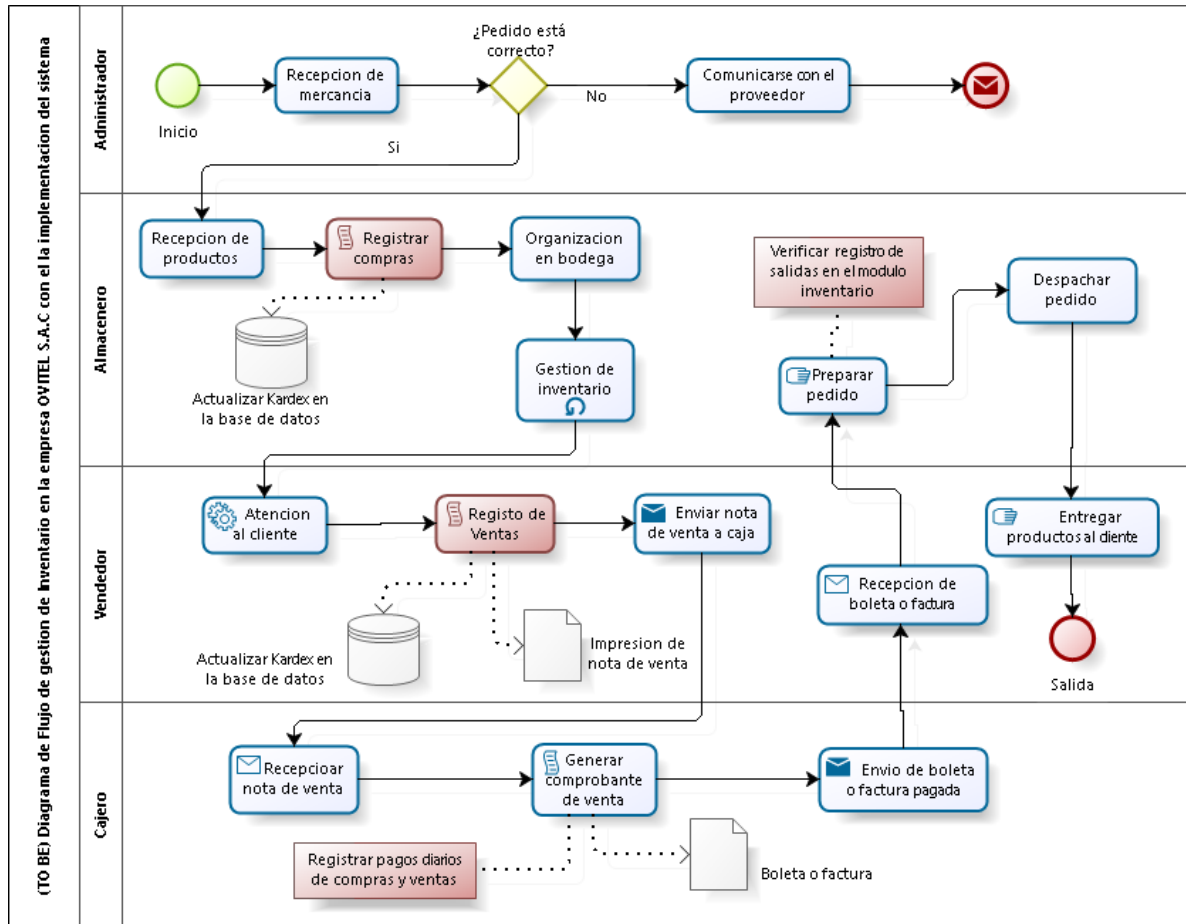 (TO BE) Diagrama de Flujo de gestion de Inventario en la empresa OVITEL S.A.C con el la implementacion del sistema
Administrador
¿Pedido está
correcto?
Inicio
Recepcion de
mercancia
No
Si
Comunicarse con el
proveedor
Almacenero
Recepcion de
productos
Registrar
compras
Organizacion
en bodega
Actualizar Kardex en
la base de datos
Gestion de
inventario
Verificar registro de
salidas en el modulo
inventario
Despachar
pedido
Preparar
pedido
Vendedor
Atencion
al cliente
Registo de
Ventas
Enviar nota
de venta a caja
Actualizar Kardex en
la base de datos
Impresion de
nota de venta
Recepcion de
boleta o factura
Entregar
productos al cliente
Salida
Cajero
Recepcioar
nota de venta
Generar
comprobante
de venta
Envio de boleta
o factura pagada
Registrar pagos diarios
de compras y ventas
Boleta o factura